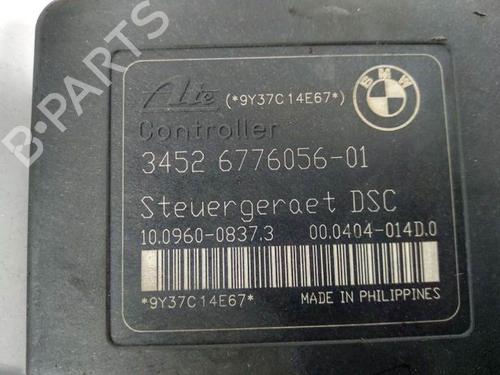 Ate (*9Y37C14E67*) BMW
Controller
3452 6776056-01
Steuergeraet DSC
10.0960-0837.3 00.0404-014D.0
*9Y37C14E67* MADE IN PHILIPPINES
B-Parts